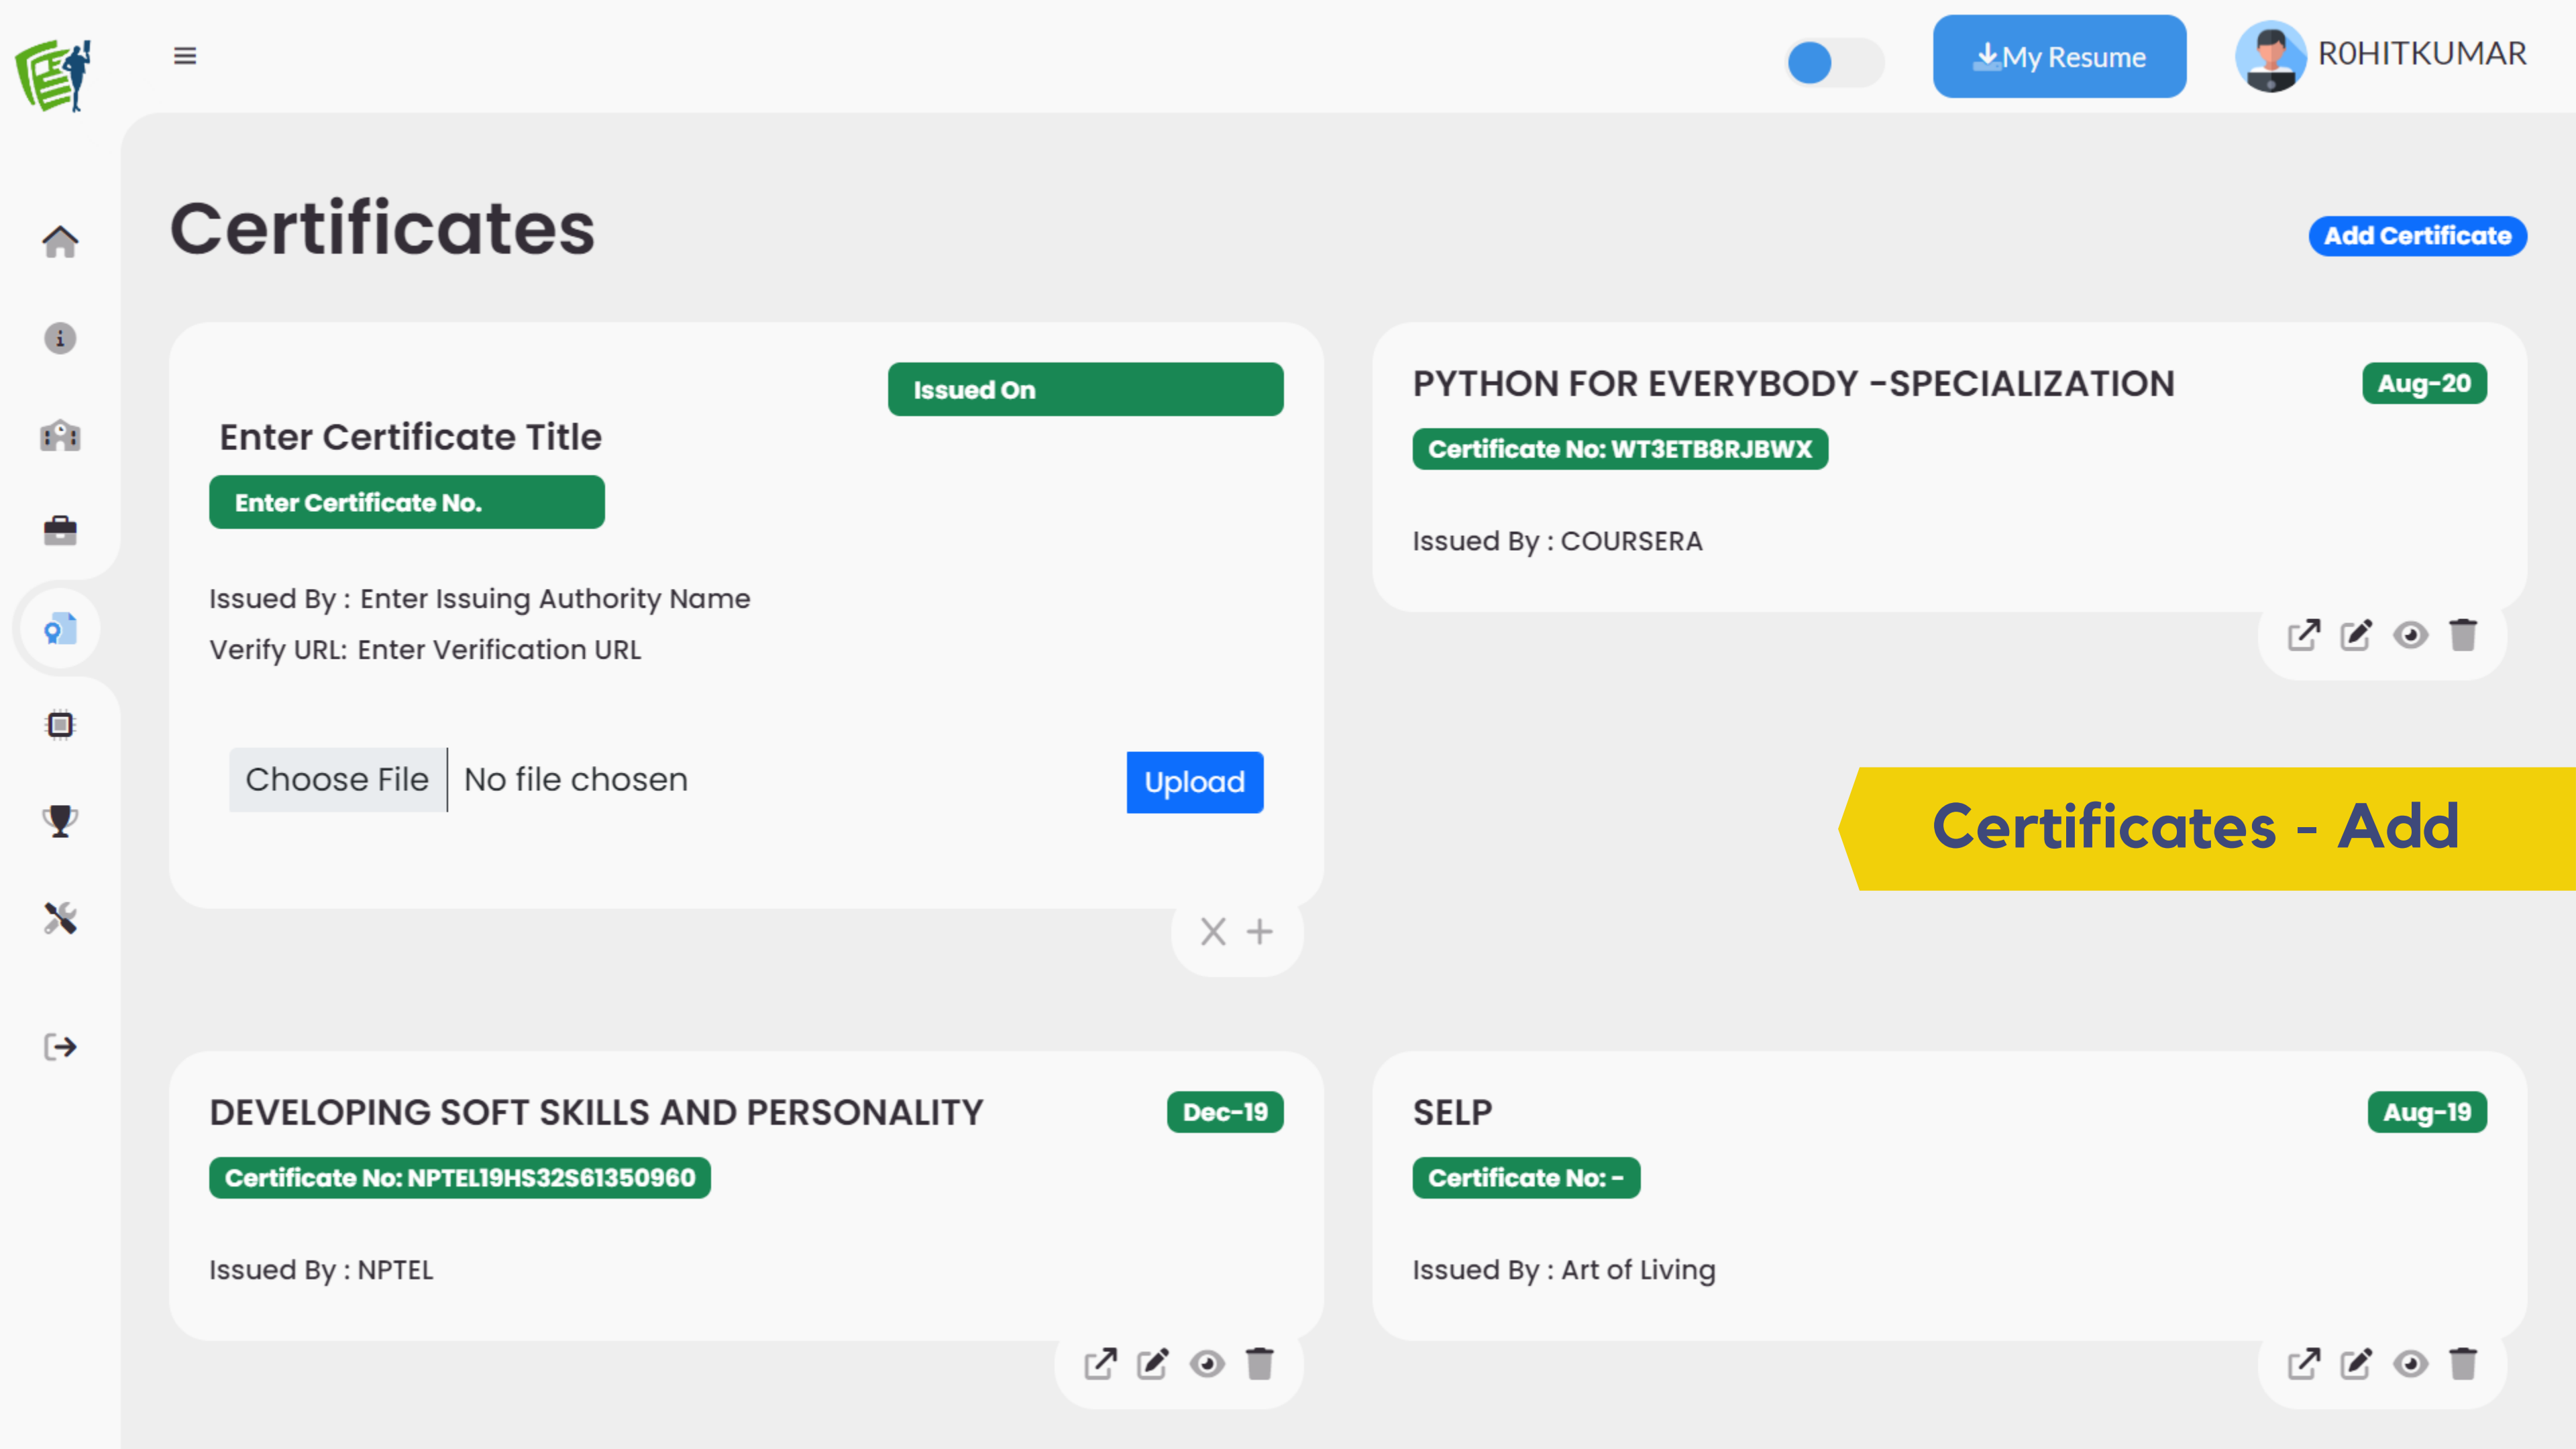 My Resume
R0HITKUMAR
Certificates
Add Certificate
Issued On
Enter Certificate Title
Enter Certificate No.
Issued By : Enter Issuing Authority Name
Verify URL: Enter Verification URL
Choose File No file chosen
Upload
PYTHON FOR EVERYBODY -SPECIALIZATION
Aug-20
Certificate No: WT3ETB8RJBWX
Issued By : COURSERA
Certificates - Add
DEVELOPING SOFT SKILLS AND PERSONALITY
Dec-19
Certificate No: NPTEL19HS32S61350960
Issued By : NPTEL
SELP
Aug-19
Certificate No: -
Issued By : Art of Living